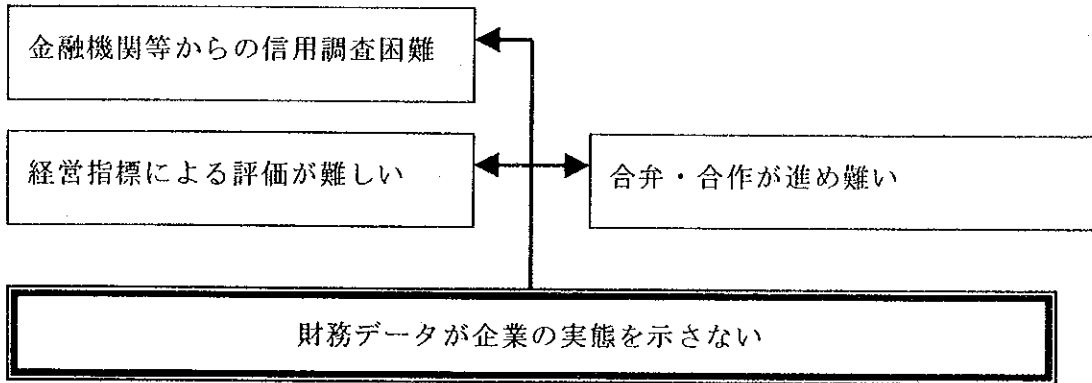 金融機関等からの信用調査困難
経営指標による評価が難しい
合弁・合作が進め難い
財務データが企業の実態を示さない